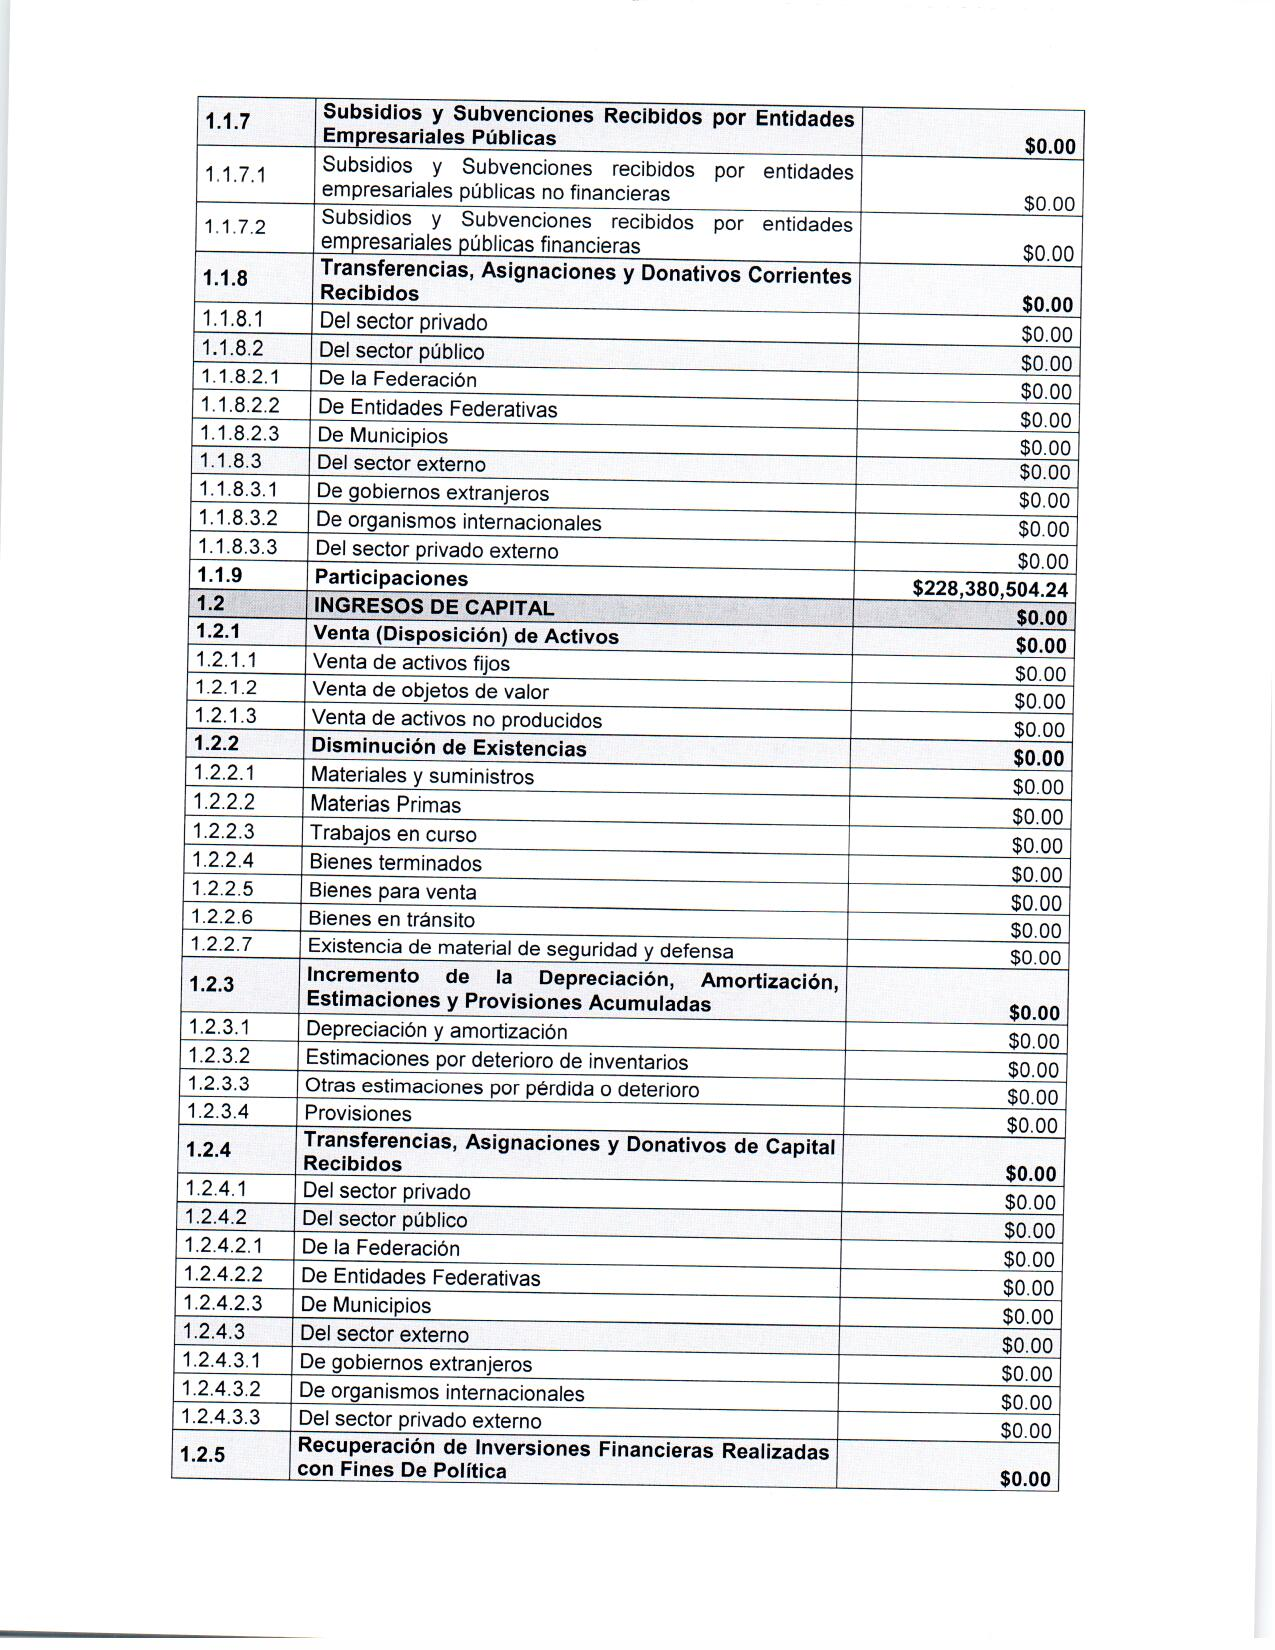 1.1.7 Subsidios y Subvenciones Recibidos por Entidades
Empresariales Públicas $0.00
1.1.7.1 Subsidios y Subvenciones recibidos por entidades
empresariales públicas no financieras $0.00
1.1.7.2 Subsidios y Subvenciones recibidos por entidades
empresariales públicas financieras $0.00
1.1.8 Transferencias, Asignaciones y Donativos Corrientes
Recibidos $0.00
1.1.8.1 Del sector privado $0.00
1.1.8.2 Del sector público $0.00
1.1.8.2.1 De la Federación $0.00
1.1.8.2.2 De Entidades Federativas $0.00
1.1.8.2.3 De Municipios $0.00
1.1.8.3 Del sector externo $0.00
1.1.8.3.1 De gobiernos extranjeros $0.00
1.1.8.3.2 De organismos internacionales $0.00
1.1.8.3.3 Del sector privado externo $0.00
1.1.9 Participaciones $228,380,504.24
1.2 INGRESOS DE CAPITAL $0.00
1.2.1 Venta (Disposición) de Activos $0.00
1.2.1.1 Venta de activos fijos $0.00
1.2.1.2 Venta de objetos de valor $0.00
1.2.1.3 Venta de activos no producidos $0.00
1.2.2 Disminución de Existencias $0.00
1.2.2.1 Materiales y suministros $0.00
1.2.2.2 Materias Primas $0.00
1.2.2.3 Trabajos en curso $0.00
1.2.2.4 Bienes terminados $0.00
1.2.2.5 Bienes para venta $0.00
1.2.2.6 Bienes en tránsito $0.00
1.2.2.7 Existencia de material de seguridad y defensa $0.00
1.2.3 Incremento de la Depreciación, Amortización,
Estimaciones y Provisiones Acumuladas $0.00
1.2.3.1 Depreciación y amortización $0.00
1.2.3.2 Estimaciones por deterioro de inventarios $0.00
1.2.3.3 Otras estimaciones por pérdida o deterioro $0.00
1.2.3.4 Provisiones $0.00
1.2.4 Transferencias, Asignaciones y Donativos de Capital
Recibidos $0.00
1.2.4.1 Del sector privado $0.00
1.2.4.2 Del sector público $0.00
1.2.4.2.1 De la Federación $0.00
1.2.4.2.2 De Entidades Federativas $0.00
1.2.4.2.3 De Municipios $0.00
1.2.4.3 Del sector externo $0.00
1.2.4.3.1 De gobiernos extranjeros $0.00
1.2.4.3.2 De organismos internacionales $0.00
1.2.4.3.3 Del sector privado externo $0.00
1.2.5 Recuperación de Inversiones Financieras Realizadas
con Fines De Política $0.00